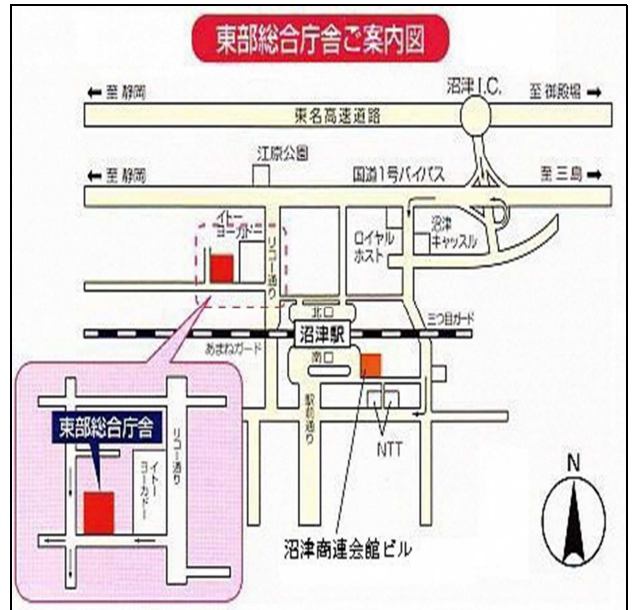 東部総合庁舎ご案内図
至 静岡
沼津I.C.
至 御殿場
東名高速道路
江原公園
至 静岡
国道1号バイパス
至 三島
イトー
ヨーカドー
リコー通り
ロイヤル
ホスト
沼津
キャッスル
北口
三つ目ガード
沼津駅
あまねガード
南口
駅前通り
NTT
東部総合庁舎
リコー通り
イトー
ヨーカドー
N
沼津商連会館ビル